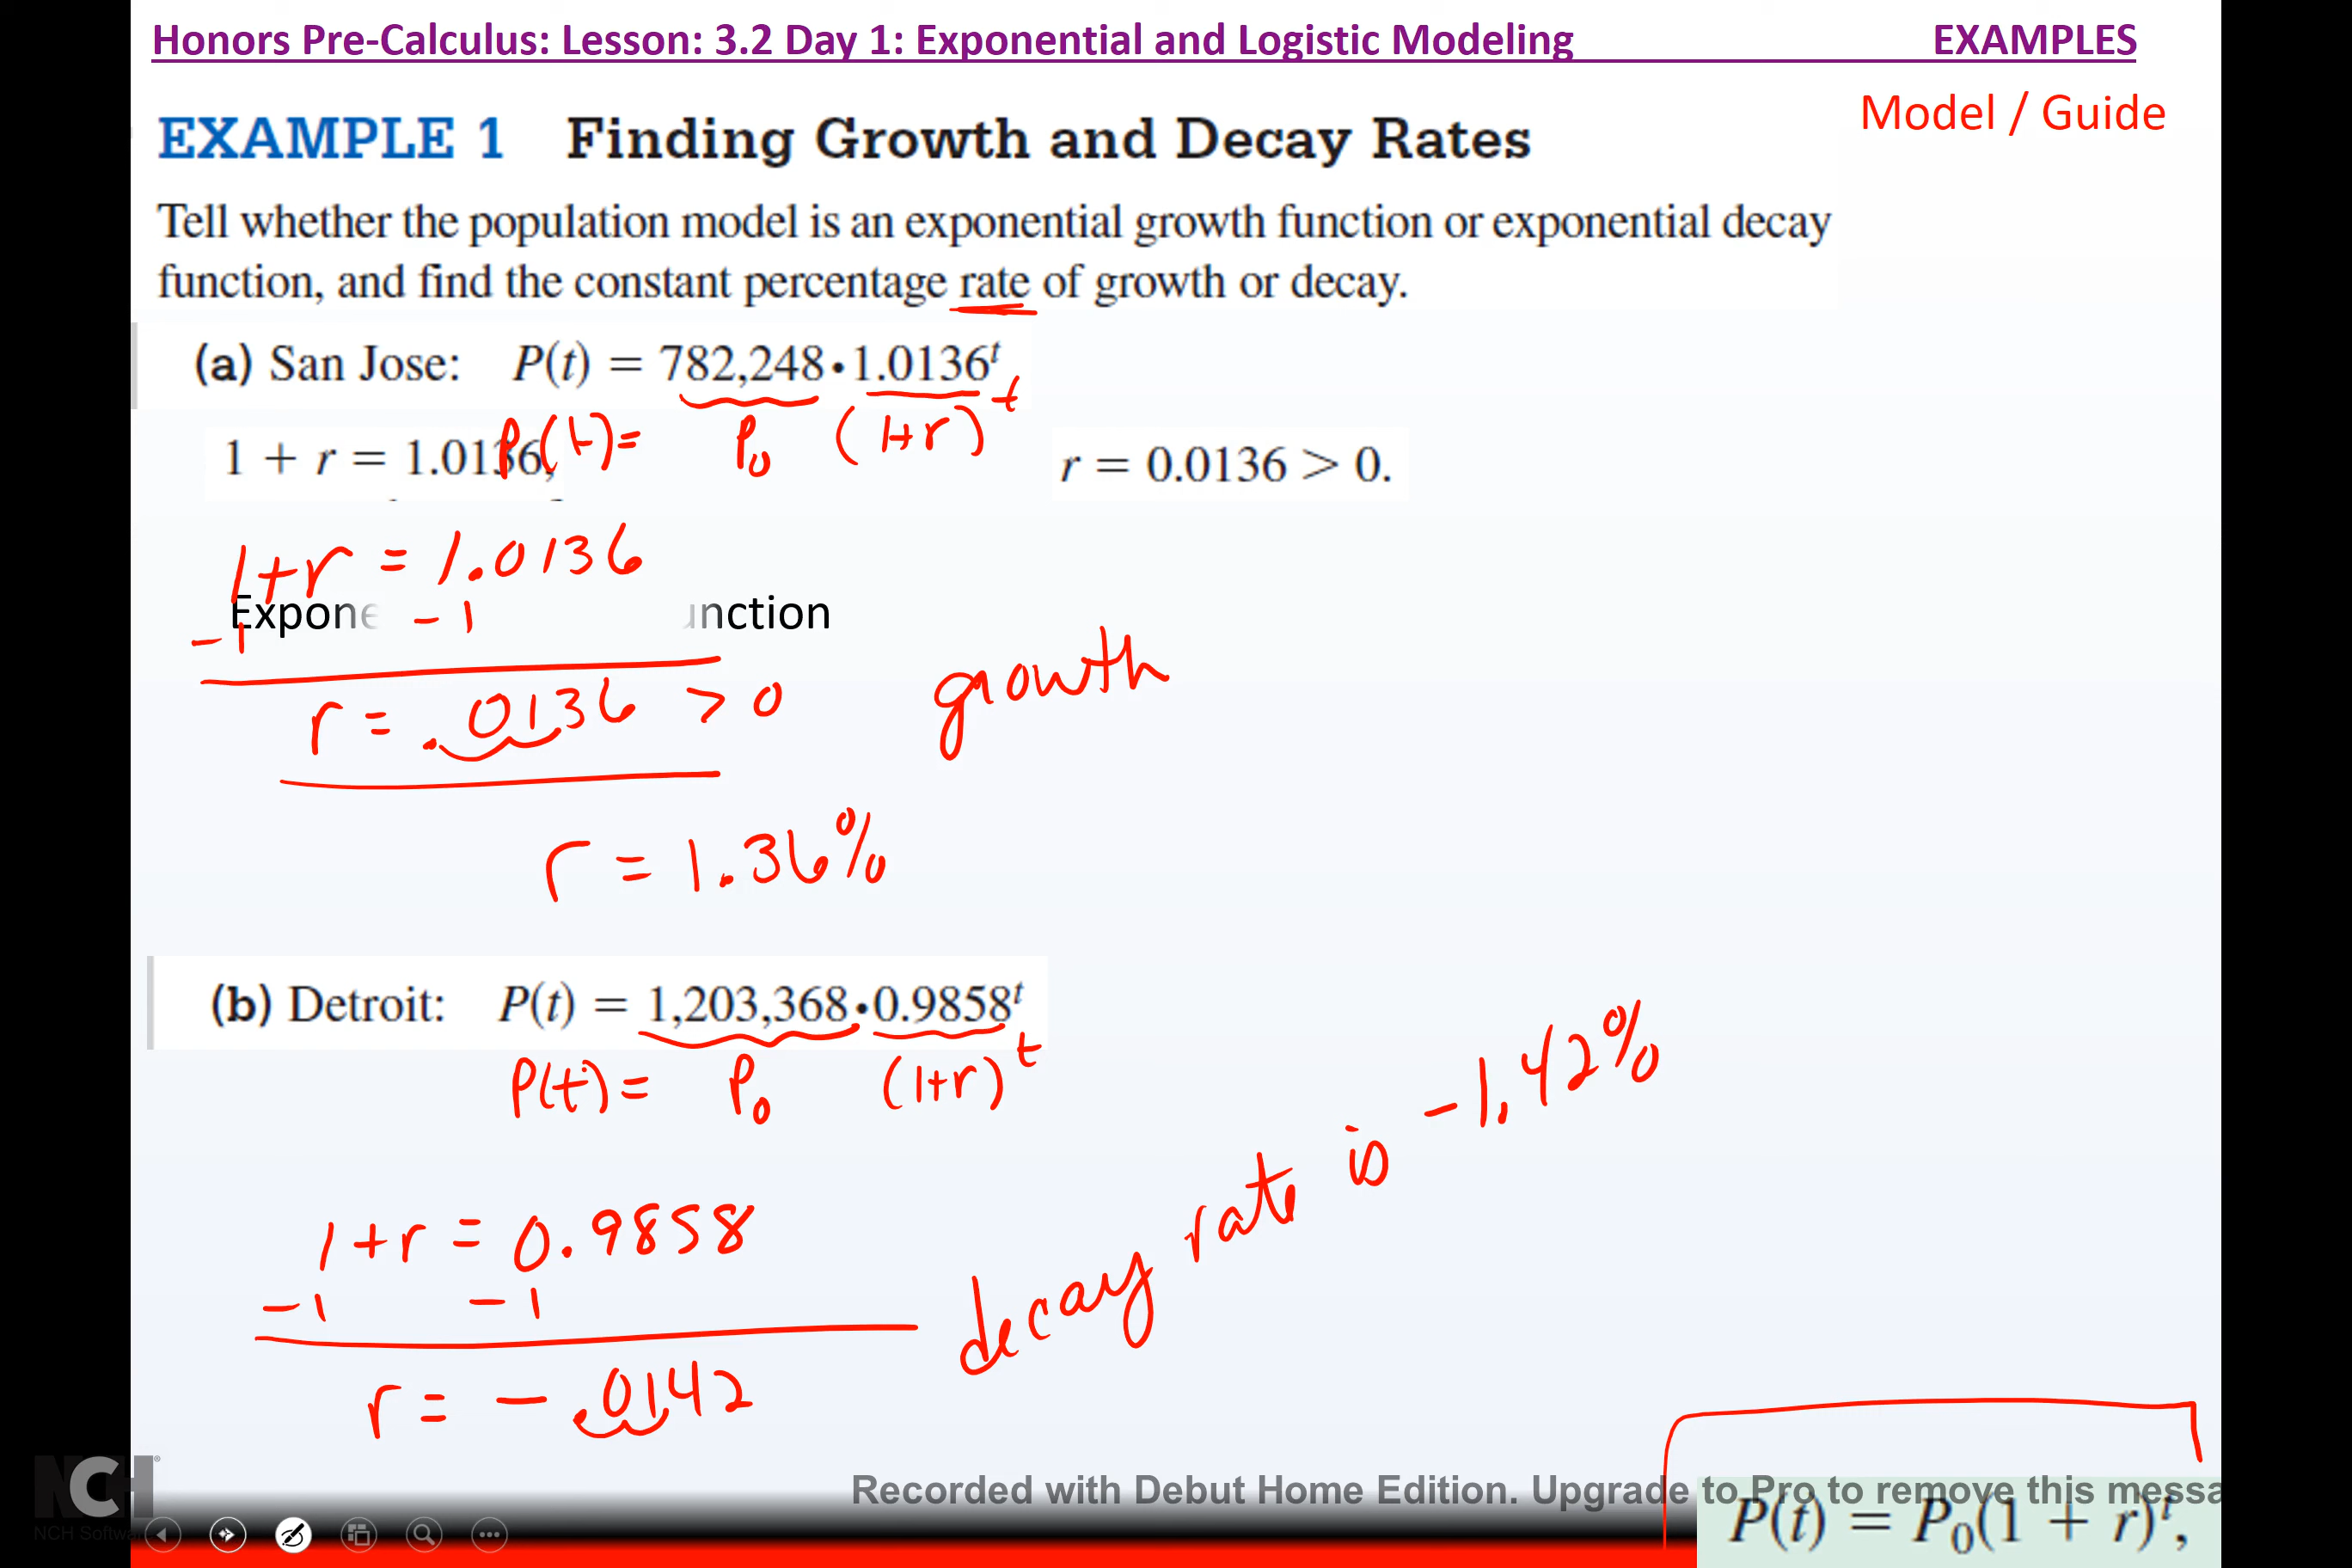 Honors Pre-Calculus: Lesson: 3.2 Day 1: Exponential and Logistic Modeling EXAMPLES
Model / Guide
EXAMPLE 1 Finding Growth and Decay Rates
Tell whether the population model is an exponential growth function or exponential decay
function, and find the constant percentage rate of growth or decay.
(a) San Jose: P(t) = 782,248 • 1.0136^t
P(t) = P₀ (1+r)^t
1 + r = 1.0136, r = 0.0136 > 0.
1+r = 1.0136
-1 -1
Expone nction
r = .0136 > 0 growth
r = 1.36%
(b) Detroit: P(t) = 1,203,368 • 0.9858^t
P(t) = P₀ (1+r)^t
1+r = 0.9858
-1 -1
r = -.0142
decay rate is -1.42%
NCH
NCH Softwa
Recorded with Debut Home Edition. Upgrade to Pro to remove this messa
P(t) = P₀(1 + r)^t,